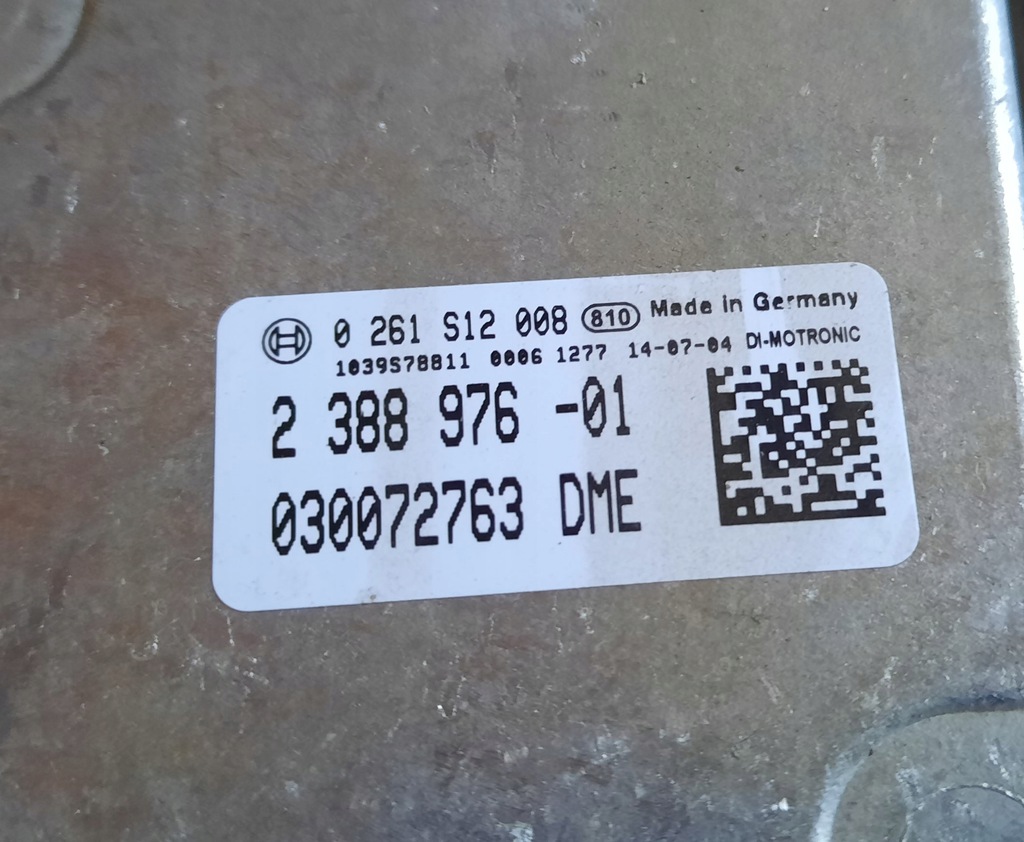 0 261 S12 008 810 Made in Germany
1039S78811 0006 1277 14-07-04 DI-MOTRONIC
2 388 976 -01
030072763 DME